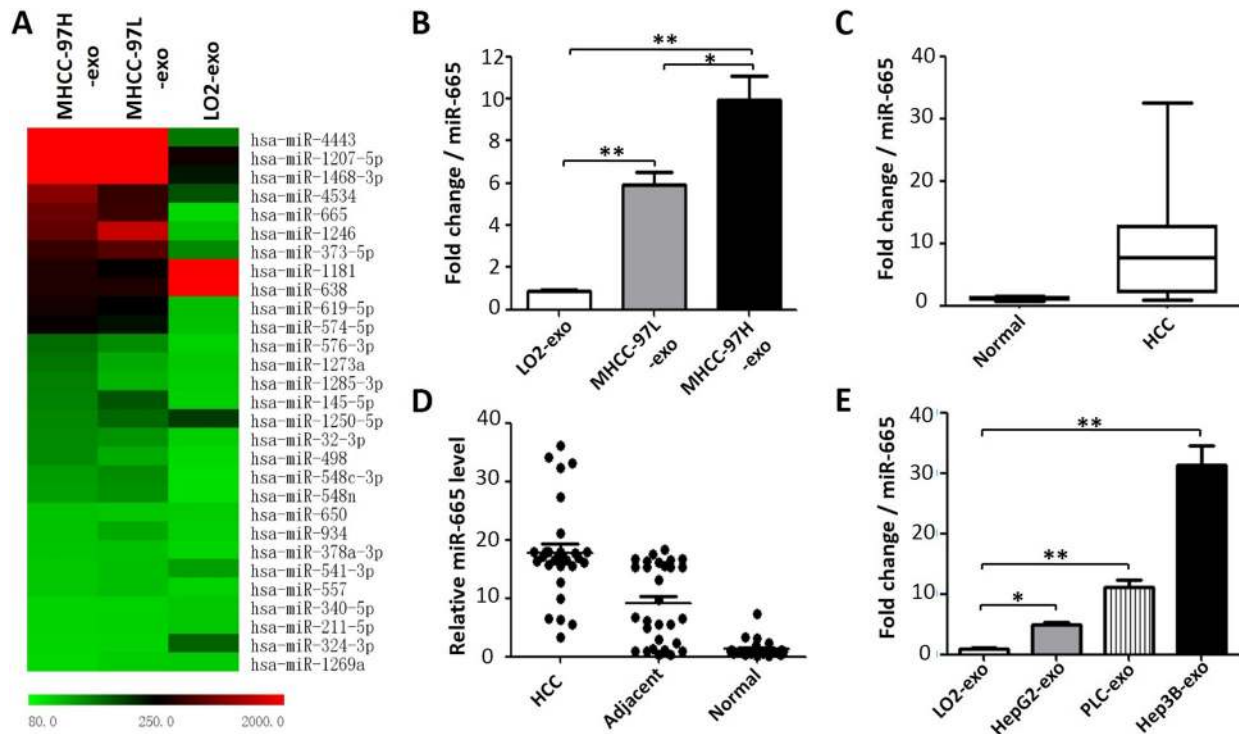 A
MHCC-97H
-exo
MHCC-97L
-exo
LO2-exo
hsa-miR-4443
hsa-miR-1207-5p
hsa-miR-1468-3p
hsa-miR-4534
hsa-miR-665
hsa-miR-1246
hsa-miR-373-5p
hsa-miR-1181
hsa-miR-638
hsa-miR-619-5p
hsa-miR-574-5p
hsa-miR-576-3p
hsa-miR-1273a
hsa-miR-1285-3p
hsa-miR-145-5p
hsa-miR-1250-5p
hsa-miR-32-3p
hsa-miR-498
hsa-miR-548c-3p
hsa-miR-548n
hsa-miR-650
hsa-miR-934
hsa-miR-378a-3p
hsa-miR-541-3p
hsa-miR-557
hsa-miR-340-5p
hsa-miR-211-5p
hsa-miR-324-3p
hsa-miR-1269a
80.0 250.0 2000.0
B
Fold change / miR-665
12
10
8
6
4
2
0
**
*
**
LO2-exo
MHCC-97L
-exo
MHCC-97H
-exo
C
Fold change / miR-665
40
30
20
10
0
Normal
HCC
D
Relative miR-665 level
40
30
20
10
0
HCC
Adjacent
Normal
E
Fold change / miR-665
40
30
20
10
0
**
**
*
LO2-exo
HepG2-exo
PLC-exo
Hep3B-exo